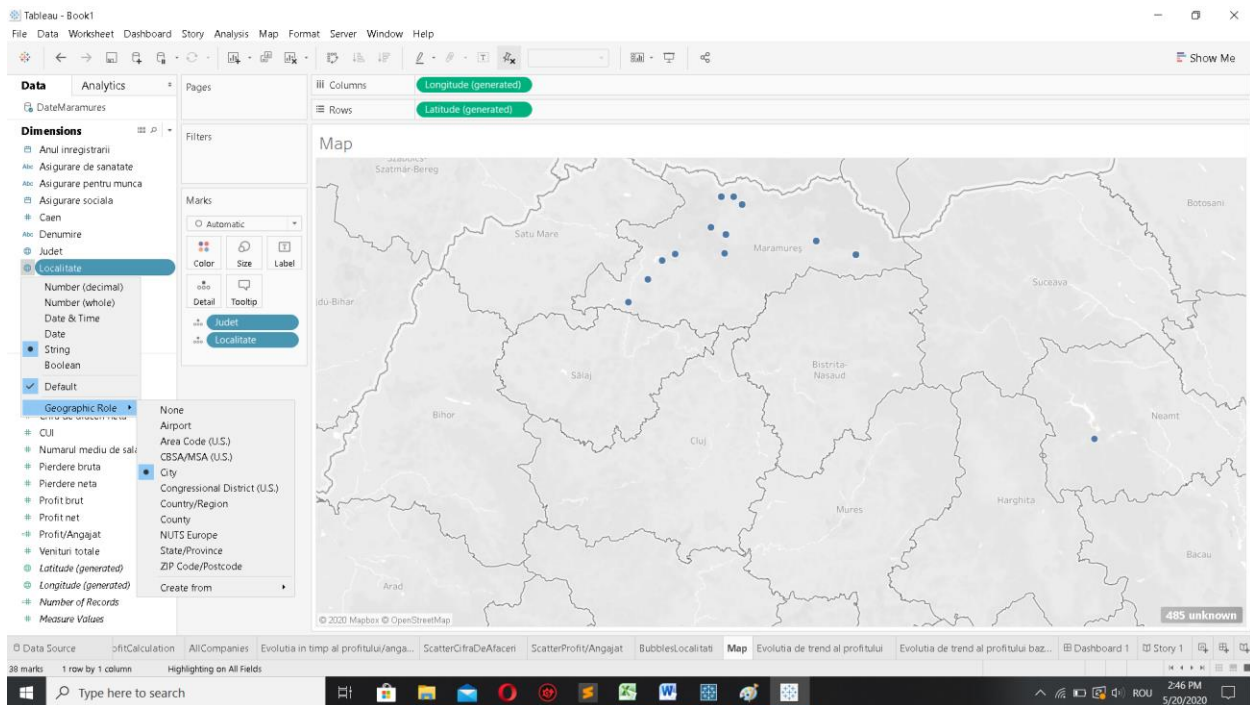 Tableau - Book1
File Data Worksheet Dashboard Story Analysis Map Format Server Window Help
Show Me
Data Analytics
DateMaramures
Dimensions
Anul inregistrarii
Abc Asigurare de sanatate
Abc Asigurare pentru munca
Asigurare sociala
# Caen
Abc Denumire
Judet
Localitate
Number (decimal)
Number (whole)
Date & Time
Date
String
Boolean
Default
Geographic Role
None
Airport
Area Code (U.S.)
CBSA/MSA (U.S.)
City
Congressional District (U.S.)
Country/Region
County
NUTS Europe
State/Province
ZIP Code/Postcode
Create from
# CUI
# Numarul mediu de sala
# Pierdere bruta
# Pierdere neta
# Profit brut
# Profit net
=# Profit/Angajat
# Venituri totale
Latitude (generated)
Longitude (generated)
=# Number of Records
# Measure Values
Pages
Filters
Marks
Automatic
Color Size Label
Detail Tooltip
Judet
Localitate
iii Columns Longitude (generated)
Rows Latitude (generated)
Map
Szatmár-Bereg
Botosani
Satu Mare
Maramureș
Suceava
du-Bihar
Sălaj
Bistrita-
Nasaud
Bihor
Cluj
Neamt
Harghita
Mures
Bacau
Arad
© 2020 Mapbox © OpenStreetMap
485 unknown
Data Source ofitCalculation AllCompanies Evolutia in timp al profitului/anga... ScatterCifraDeAfaceri ScatterProfit/Angajat BubblesLocalitati Map Evolutia de trend al profitului Evolutia de trend al profitului baz... Dashboard 1 Story 1
38 marks 1 row by 1 column Highlighting on All Fields
Type here to search
ROU
2:46 PM
5/20/2020